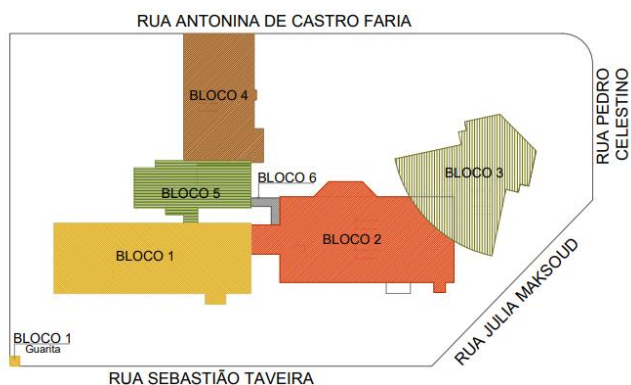 RUA ANTONINA DE CASTRO FARIA
RUA PEDRO
CELESTINO
BLOCO 4
BLOCO 6
BLOCO 3
BLOCO 5
BLOCO 2
BLOCO 1
RUA JULIA MAKSOUD
BLOCO 1
Guarita
RUA SEBASTIÃO TAVEIRA